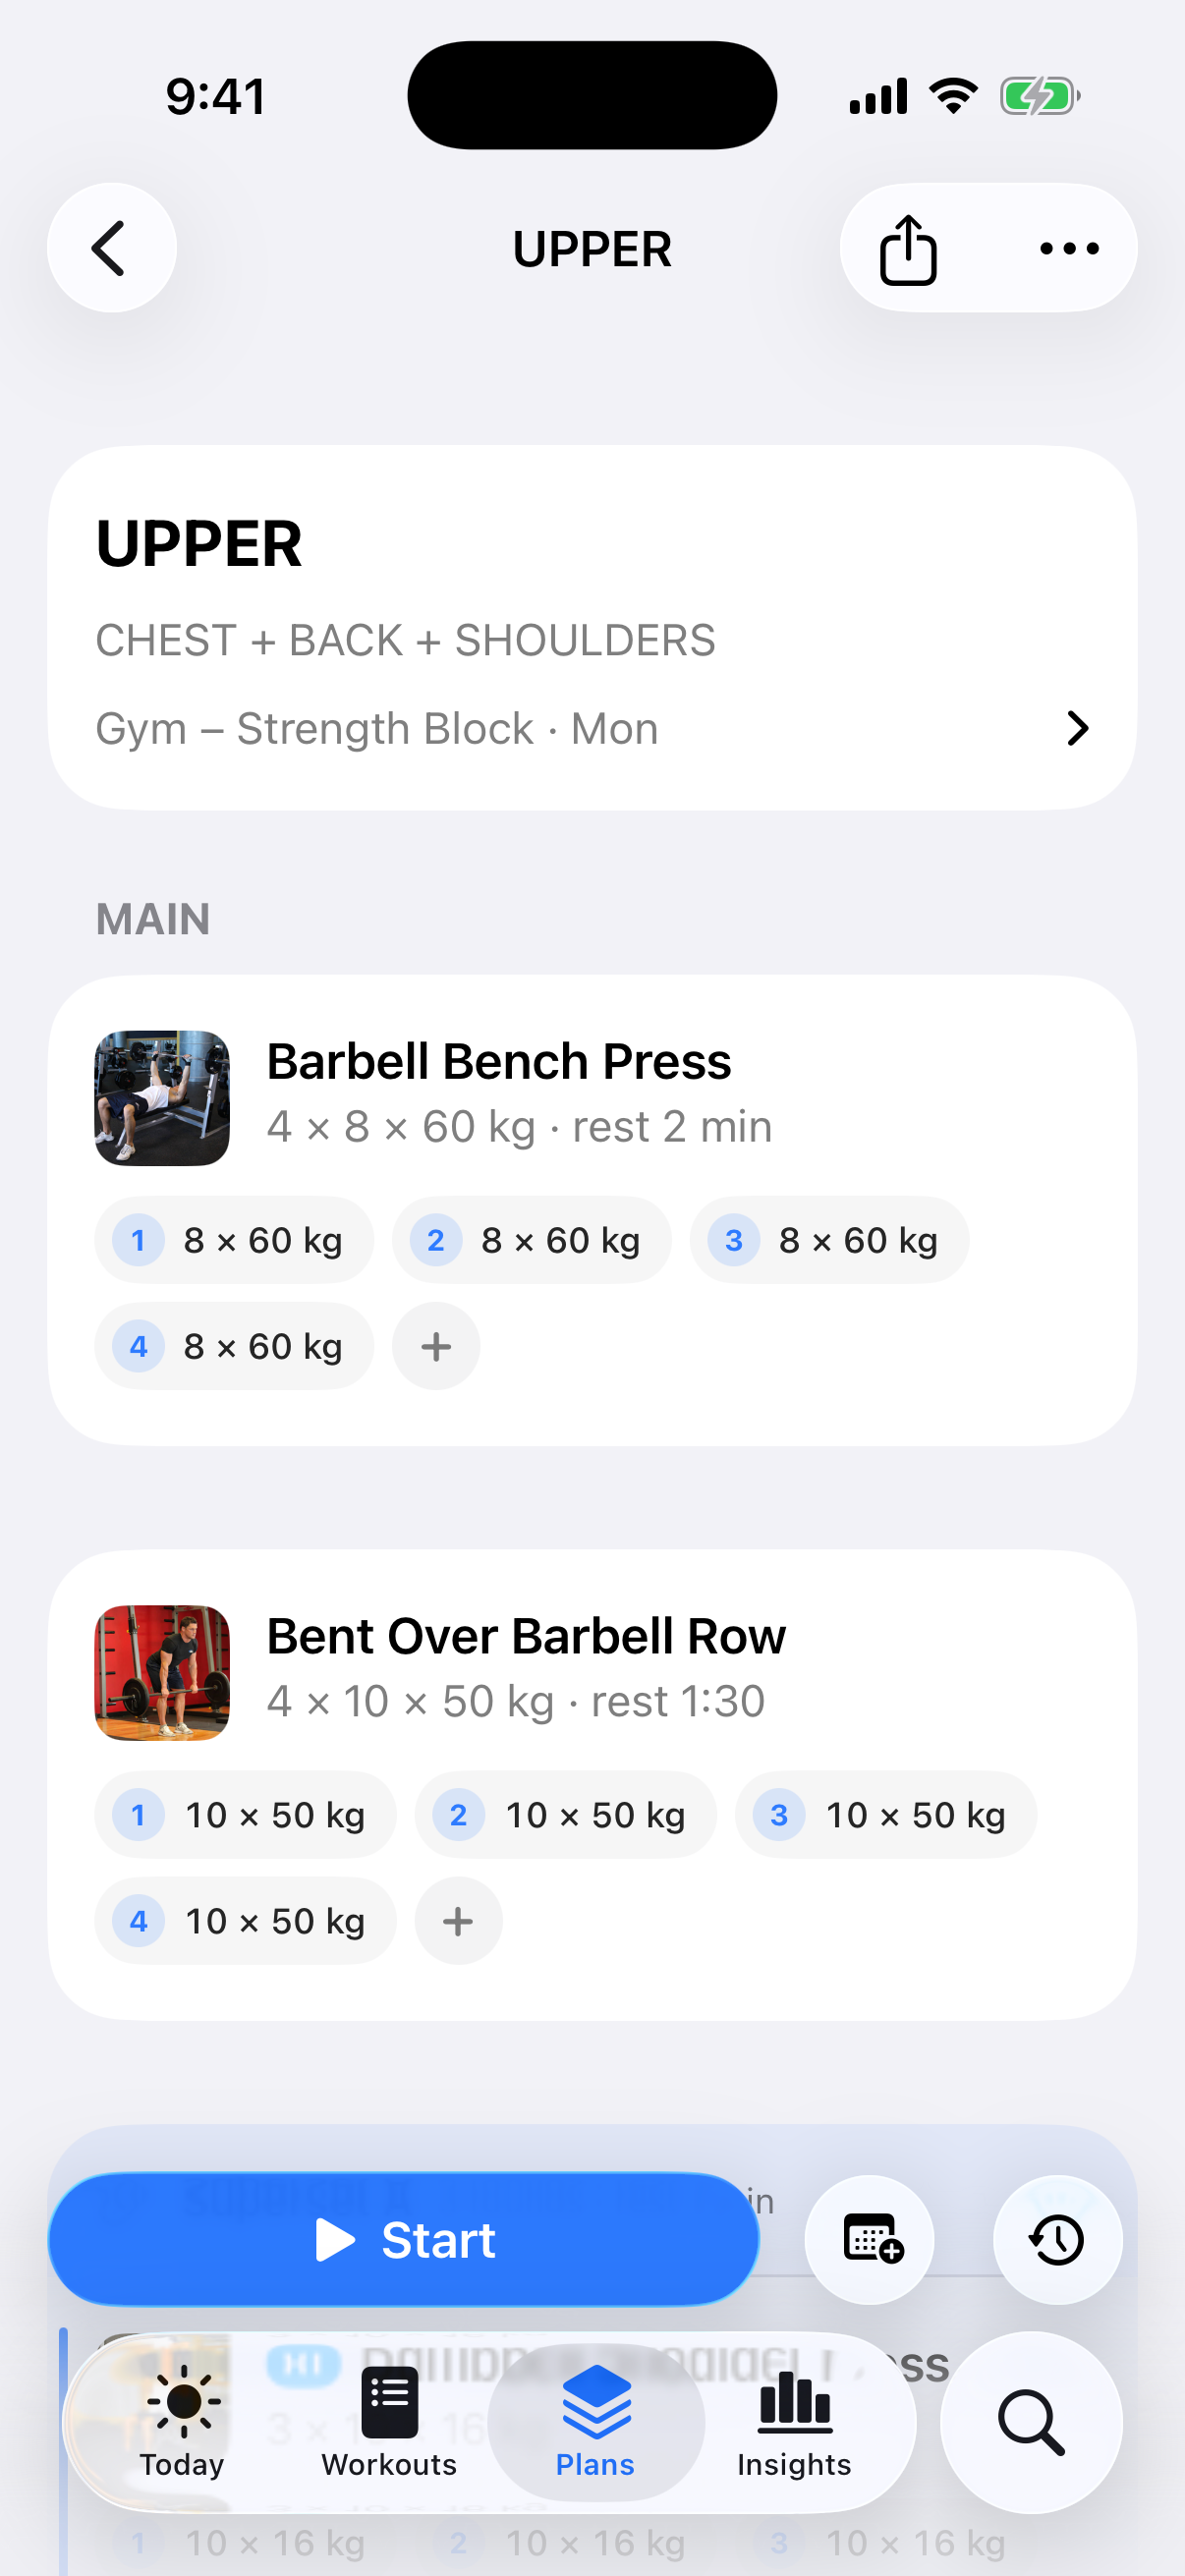 9:41
UPPER
UPPER
CHEST + BACK + SHOULDERS
Gym – Strength Block · Mon
MAIN
Barbell Bench Press
4 × 8 × 60 kg · rest 2 min
1 8 × 60 kg 2 8 × 60 kg 3 8 × 60 kg
4 8 × 60 kg +
Bent Over Barbell Row
4 × 10 × 50 kg · rest 1:30
1 10 × 50 kg 2 10 × 50 kg 3 10 × 50 kg
4 10 × 50 kg +
Start
Today Workouts Plans Insights
1 10 × 16 kg 2 10 × 16 kg 3 10 × 16 kg